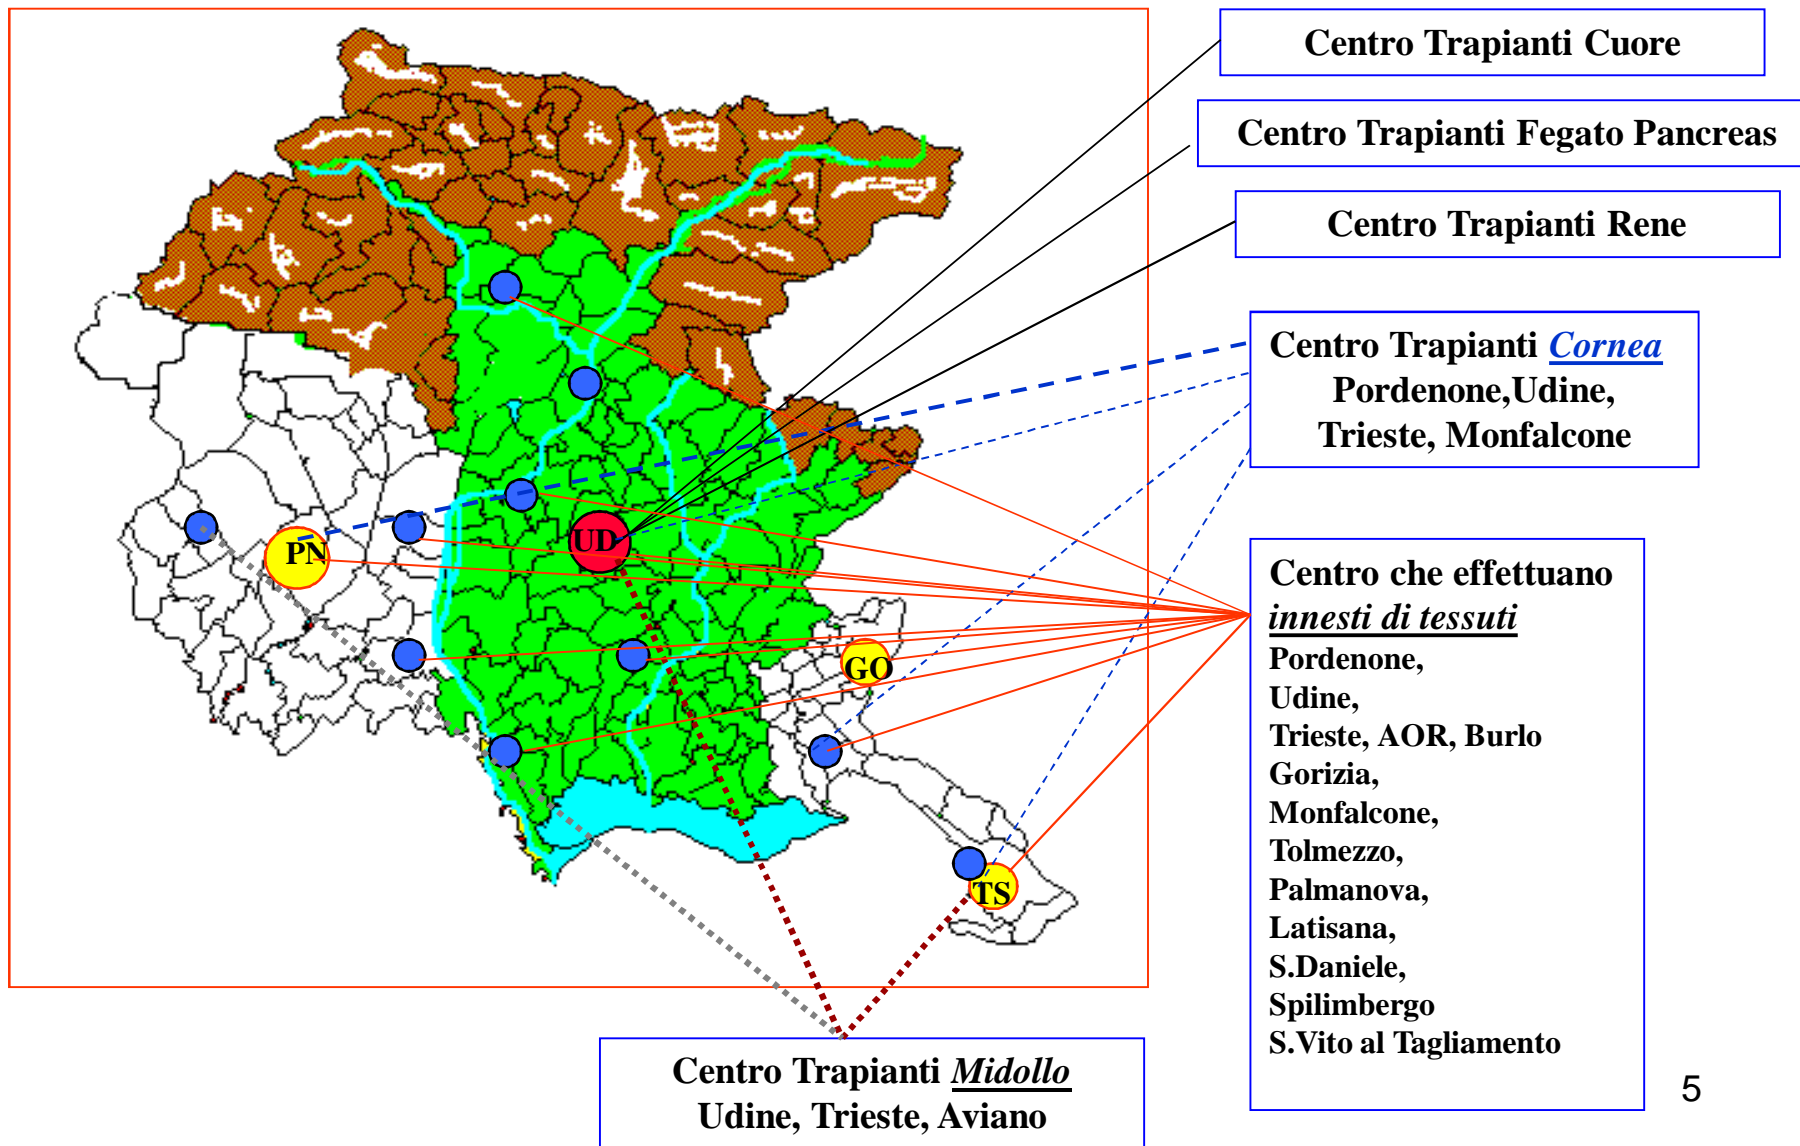 Centro Trapianti Cuore
Centro Trapianti Fegato Pancreas
Centro Trapianti Rene
Centro Trapianti Cornea
Pordenone,Udine,
Trieste, Monfalcone
UD
PN
GO
TS
Centro che effettuano
innesti di tessuti
Pordenone,
Udine,
Trieste, AOR, Burlo
Gorizia,
Monfalcone,
Tolmezzo,
Palmanova,
Latisana,
S.Daniele,
Spilimbergo
S.Vito al Tagliamento
Centro Trapianti Midollo
Udine, Trieste, Aviano
5